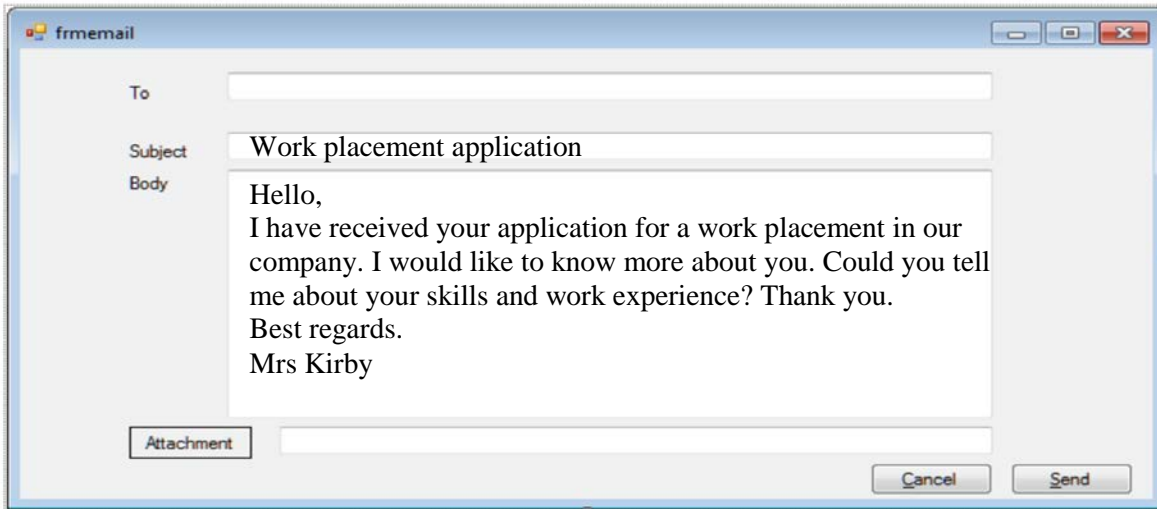 frmemail
To
Subject
Work placement application
Body
Hello,
I have received your application for a work placement in our
company. I would like to know more about you. Could you tell
me about your skills and work experience? Thank you.
Best regards.
Mrs Kirby
Attachment
Cancel
Send